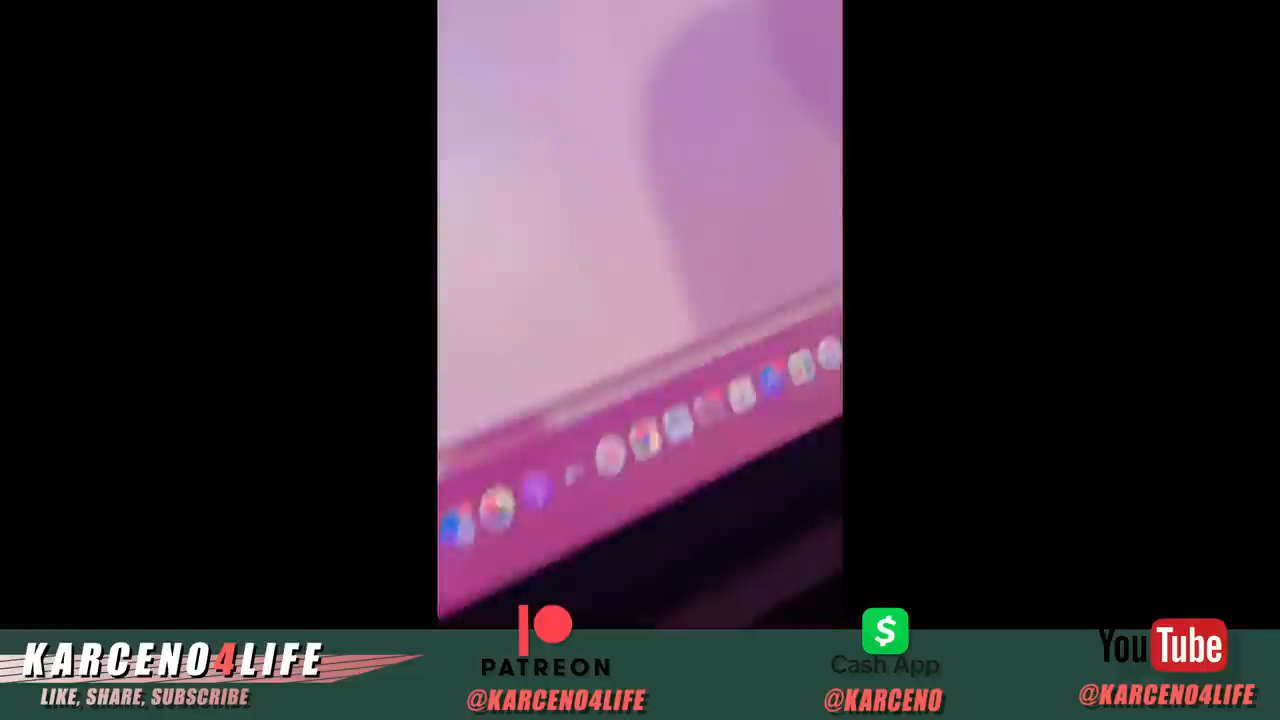 KARCENO4LIFE
LIKE, SHARE, SUBSCRIBE
PATREON
@KARCENO4LIFE
$
Cash App
@KARCENO
YouTube
@KARCENO4LIFE